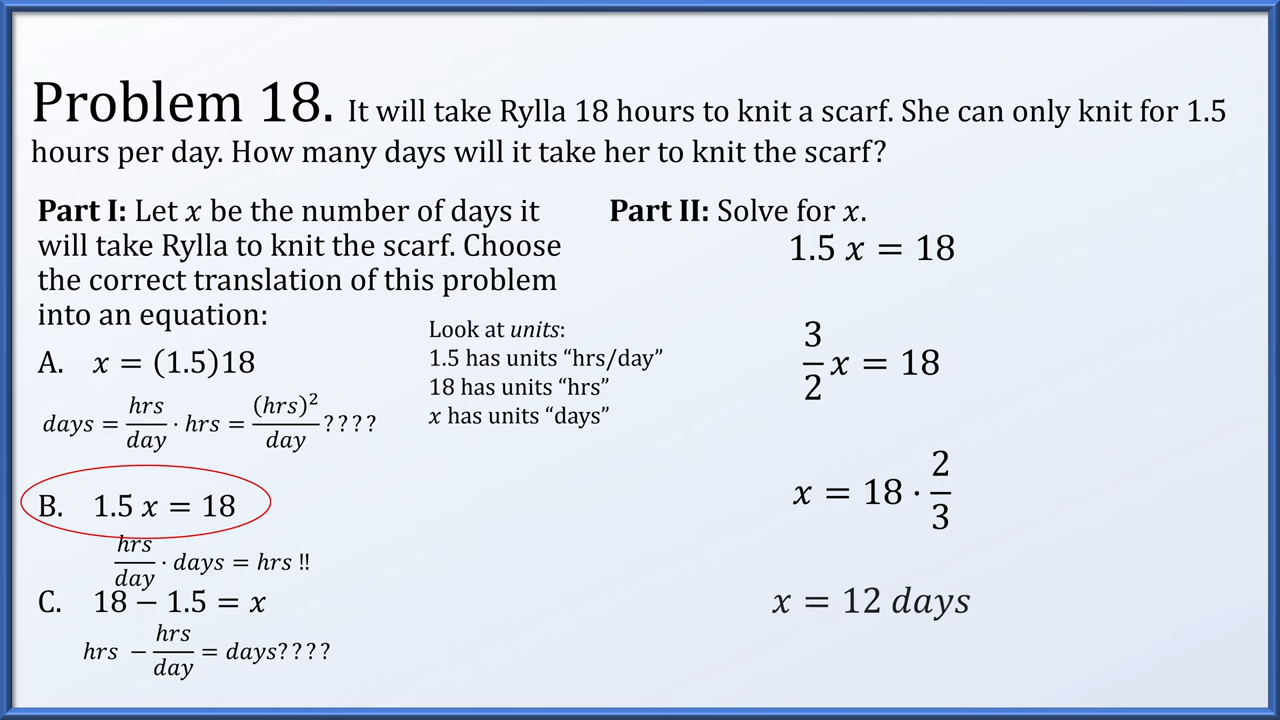 Problem 18. It will take Rylla 18 hours to knit a scarf. She can only knit for 1.5
hours per day. How many days will it take her to knit the scarf?
Part I: Let x be the number of days it
will take Rylla to knit the scarf. Choose
the correct translation of this problem
into an equation:
A. x = (1.5)18
days = hrs/day · hrs = (hrs)²/day ????
Look at units:
1.5 has units “hrs/day”
18 has units “hrs”
x has units “days”
B. 1.5 x = 18
hrs/day · days = hrs !!
C. 18 − 1.5 = x
hrs − hrs/day = days????
Part II: Solve for x.
1.5 x = 18
3/2 x = 18
x = 18 · 2/3
x = 12 days